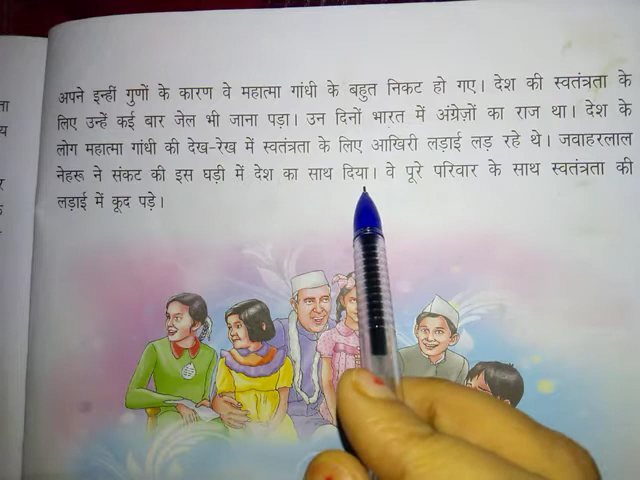 अपने इन्हीं गुणों के कारण वे महात्मा गांधी के बहुत निकट हो गए। देश की स्वतंत्रता के
लिए उन्हें कई बार जेल भी जाना पड़ा। उन दिनों भारत में अंग्रेज़ों का राज था। देश के
लोग महात्मा गांधी की देख-रेख में स्वतंत्रता के लिए आखिरी लड़ाई लड़ रहे थे। जवाहरलाल
नेहरू ने संकट की इस घड़ी में देश का साथ दिया। वे पूरे परिवार के साथ स्वतंत्रता की
लड़ाई में कूद पड़े।